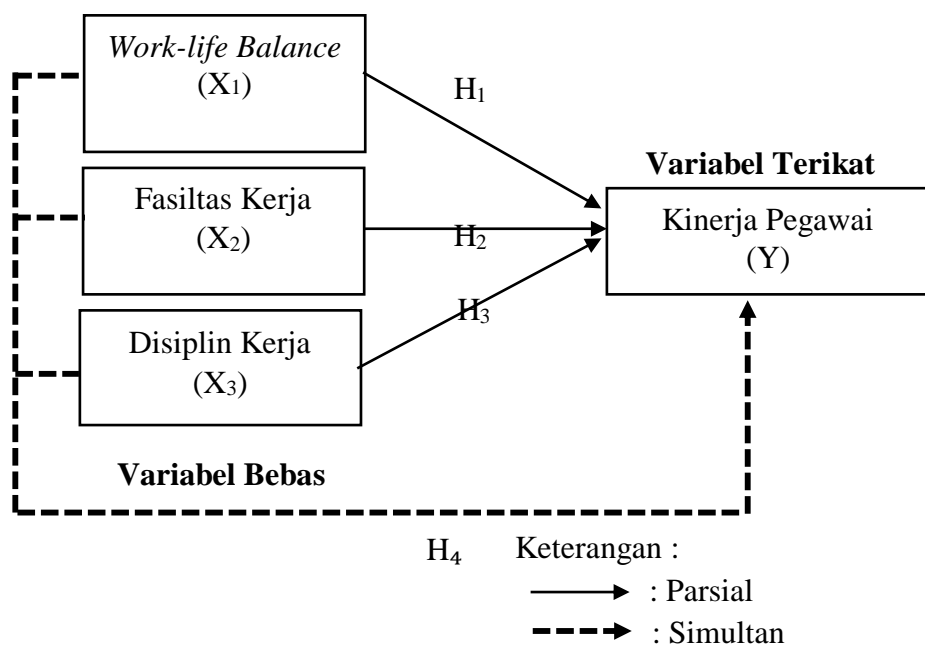 Work-life Balance
(X1)
H1
Variabel Terikat
Fasiltas Kerja
(X2)
H2
Kinerja Pegawai
(Y)
H3
Disiplin Kerja
(X3)
Variabel Bebas
H4
Keterangan :
: Parsial
: Simultan